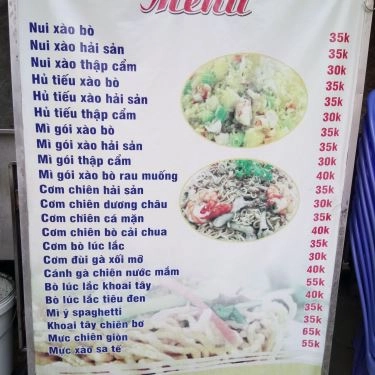 Menu
Nui xào bò 35k
Nui xào hải sản 35k
Nui xào thập cẩm 30k
Hủ tiếu xào bò 35k
Hủ tiếu xào hải sản 35k
Hủ tiếu thập cẩm 30k
Mì gói xào bò 35k
Mì gói xào hải sản 35k
Mì gói thập cẩm 30k
Mì gói xào bò rau muống 40k
Cơm chiên hải sản 35k
Cơm chiên dương châu 30k
Cơm chiên cá mặn 35k
Cơm chiên bò cải chua 40k
Cơm bò lúc lắc 35k
Cơm đùi gà xối mỡ 30k
Cánh gà chiên nước mắm 40k
Bò lúc lắc khoai tây 55k
Bò lúc lắc tiêu đen 40k
Mì ý spaghetti 35k
Khoai tây chiên bơ 35k
Mực chiên giòn 65k
Mực xào sa tế 55k